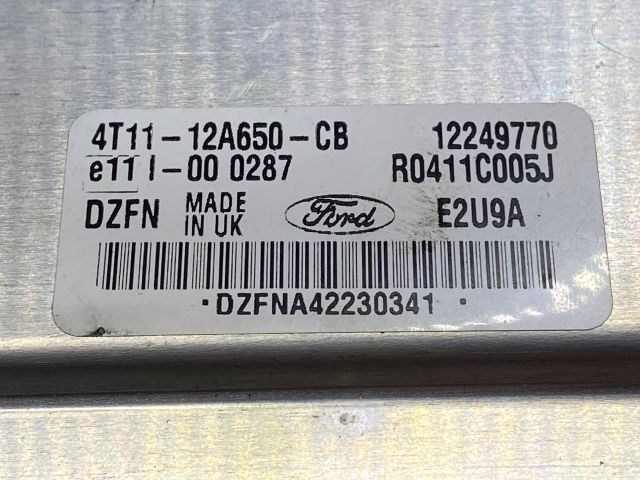 4T11-12A650-CB 12249770
e11 I-00 0287 R0411C005J
DZFN MADE IN UK Ford E2U9A
·DZFNA42230341·